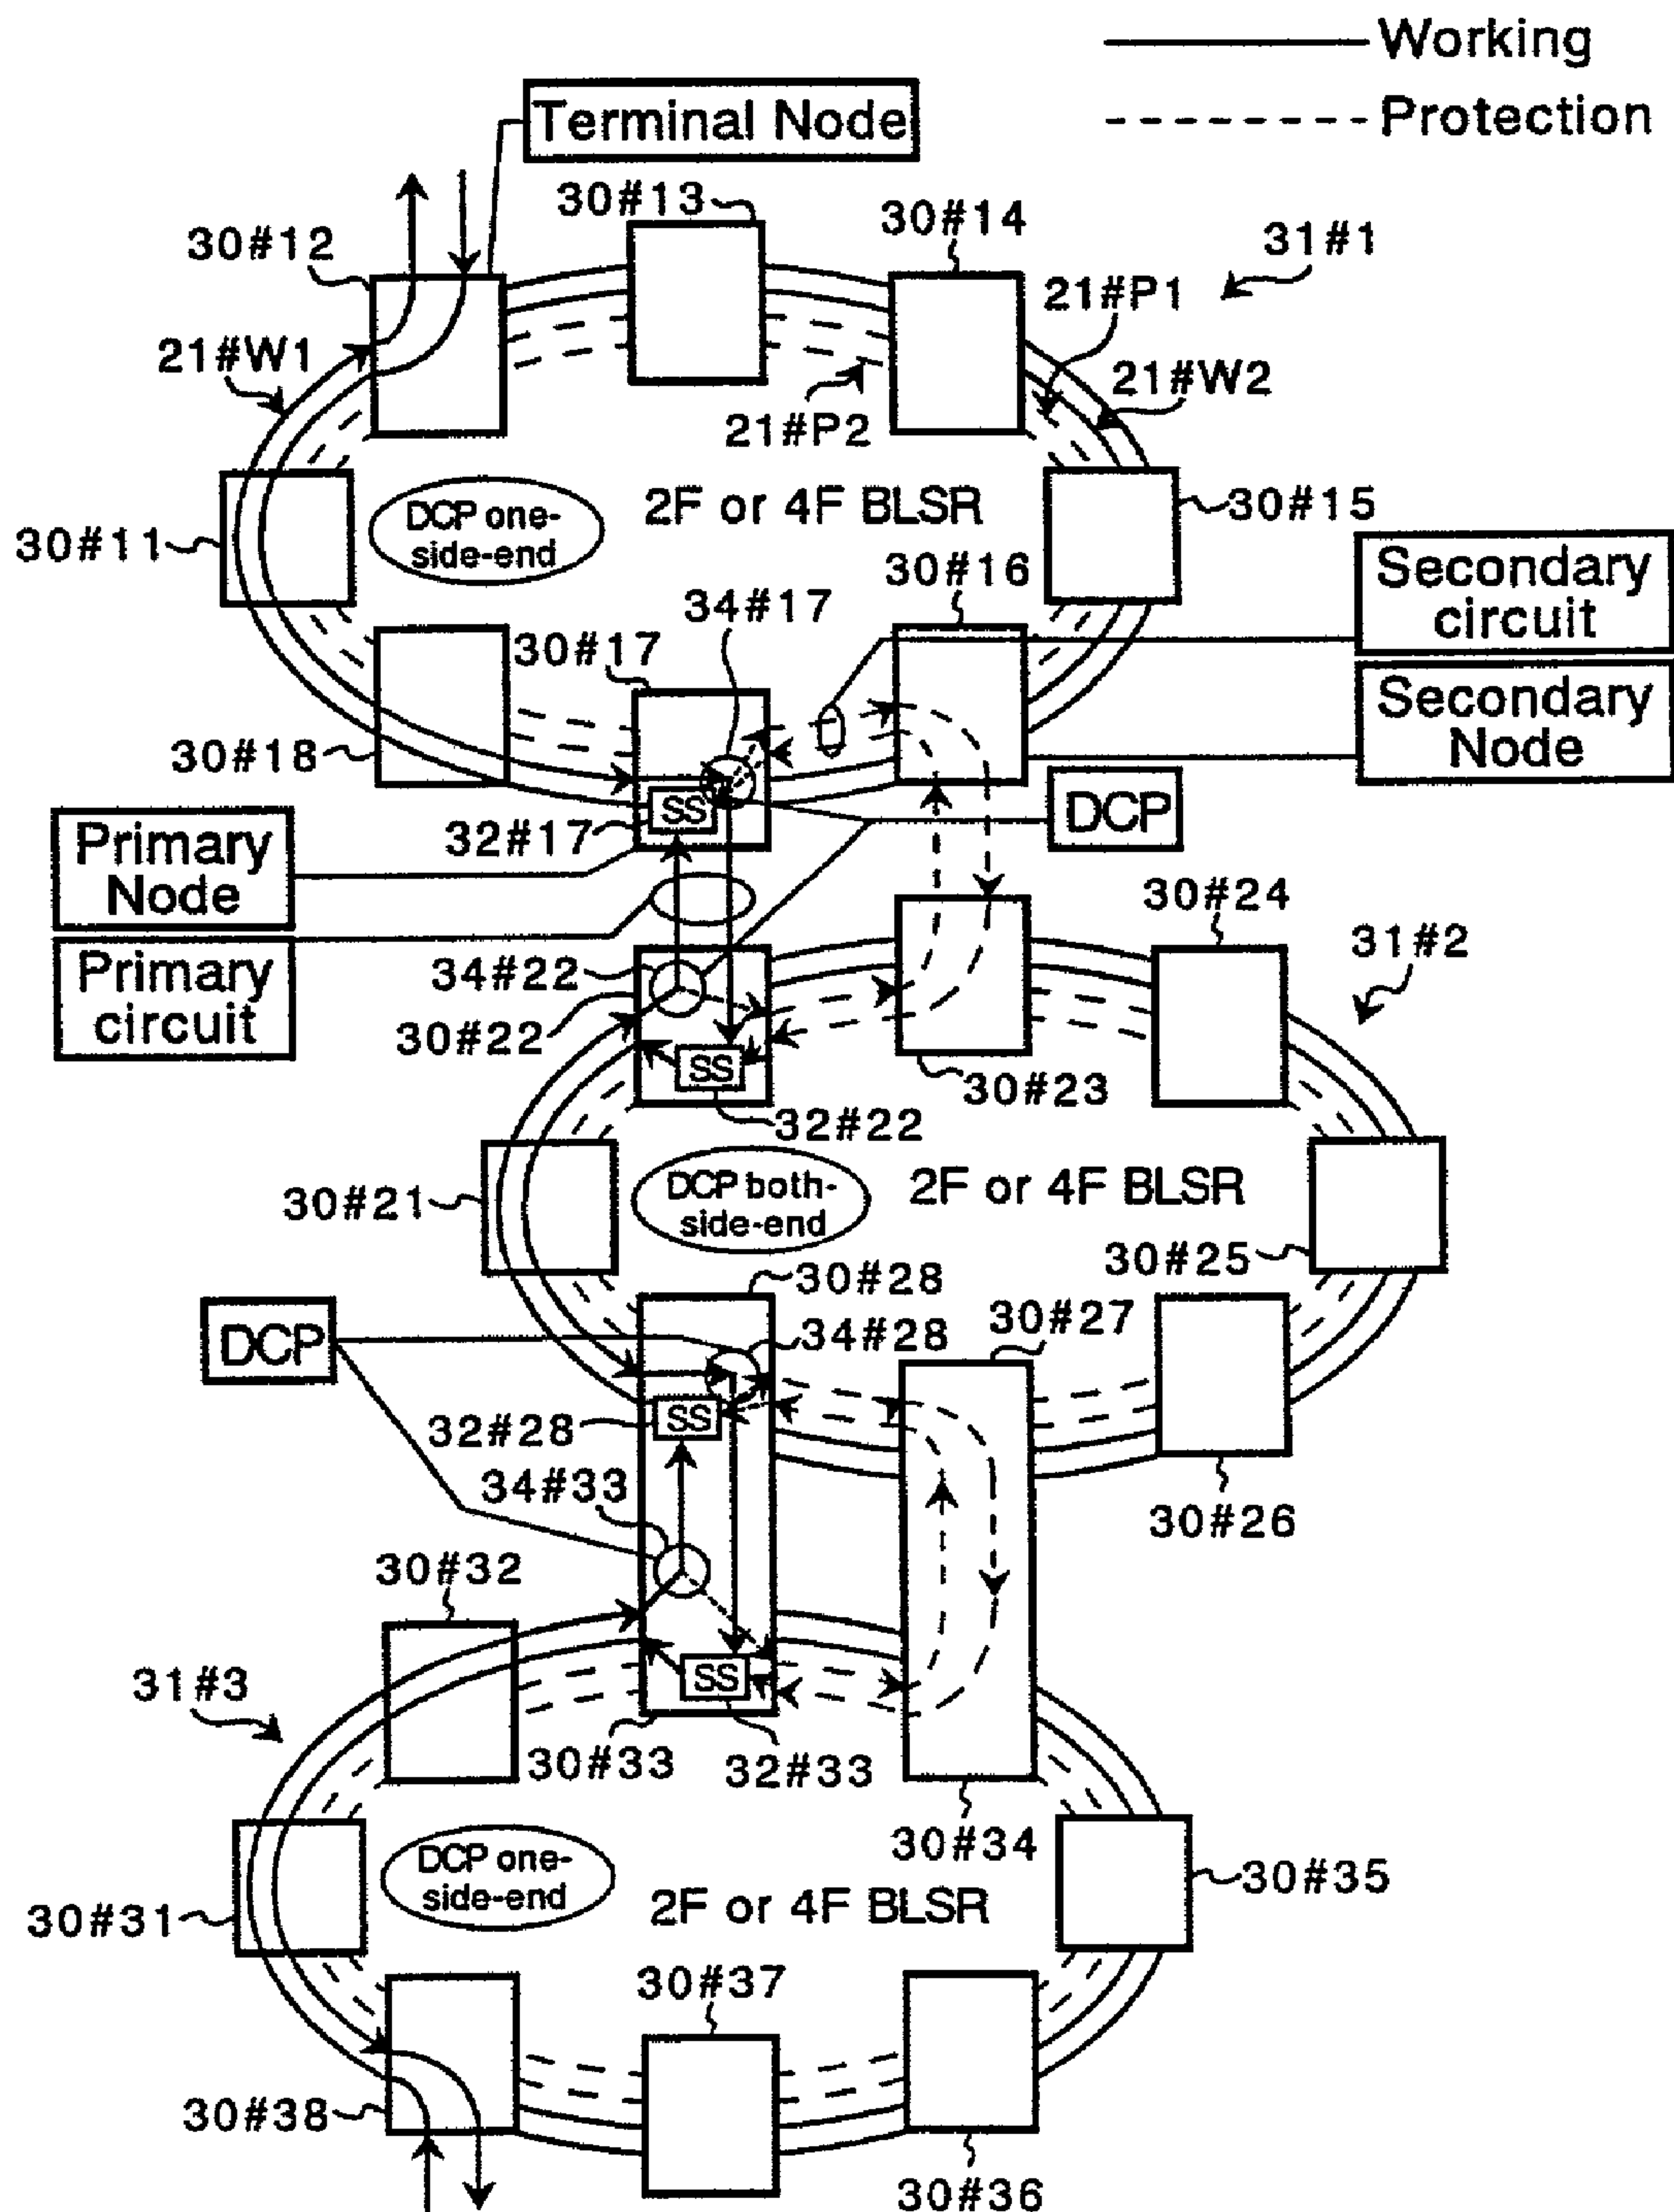 Working
Protection
Terminal Node
30#13
30#14
30#12
31#1
21#P1
21#W1
21#W2
21#P2
DCP one-
side-end
2F or 4F BLSR
30#15
30#11
Secondary
circuit
30#16
34#17
30#17
Secondary
Node
30#18
SS
32#17
DCP
Primary
Node
30#24
31#2
Primary
circuit
34#22
30#22
SS
30#23
32#22
30#21
DCP both-
side-end
2F or 4F BLSR
30#25
30#28
30#27
DCP
34#28
SS
32#28
34#33
30#26
30#32
31#3
SS
30#33
32#33
30#34
DCP one-
side-end
2F or 4F BLSR
30#35
30#31
30#37
30#38
30#36